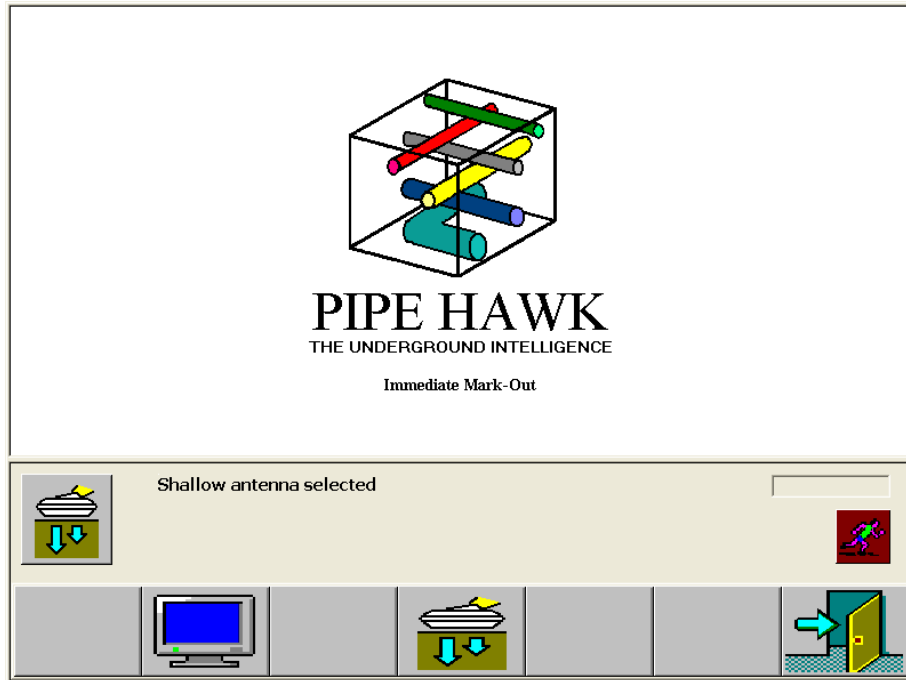 PIPE HAWK
THE UNDERGROUND INTELLIGENCE
Immediate Mark-Out
Shallow antenna selected